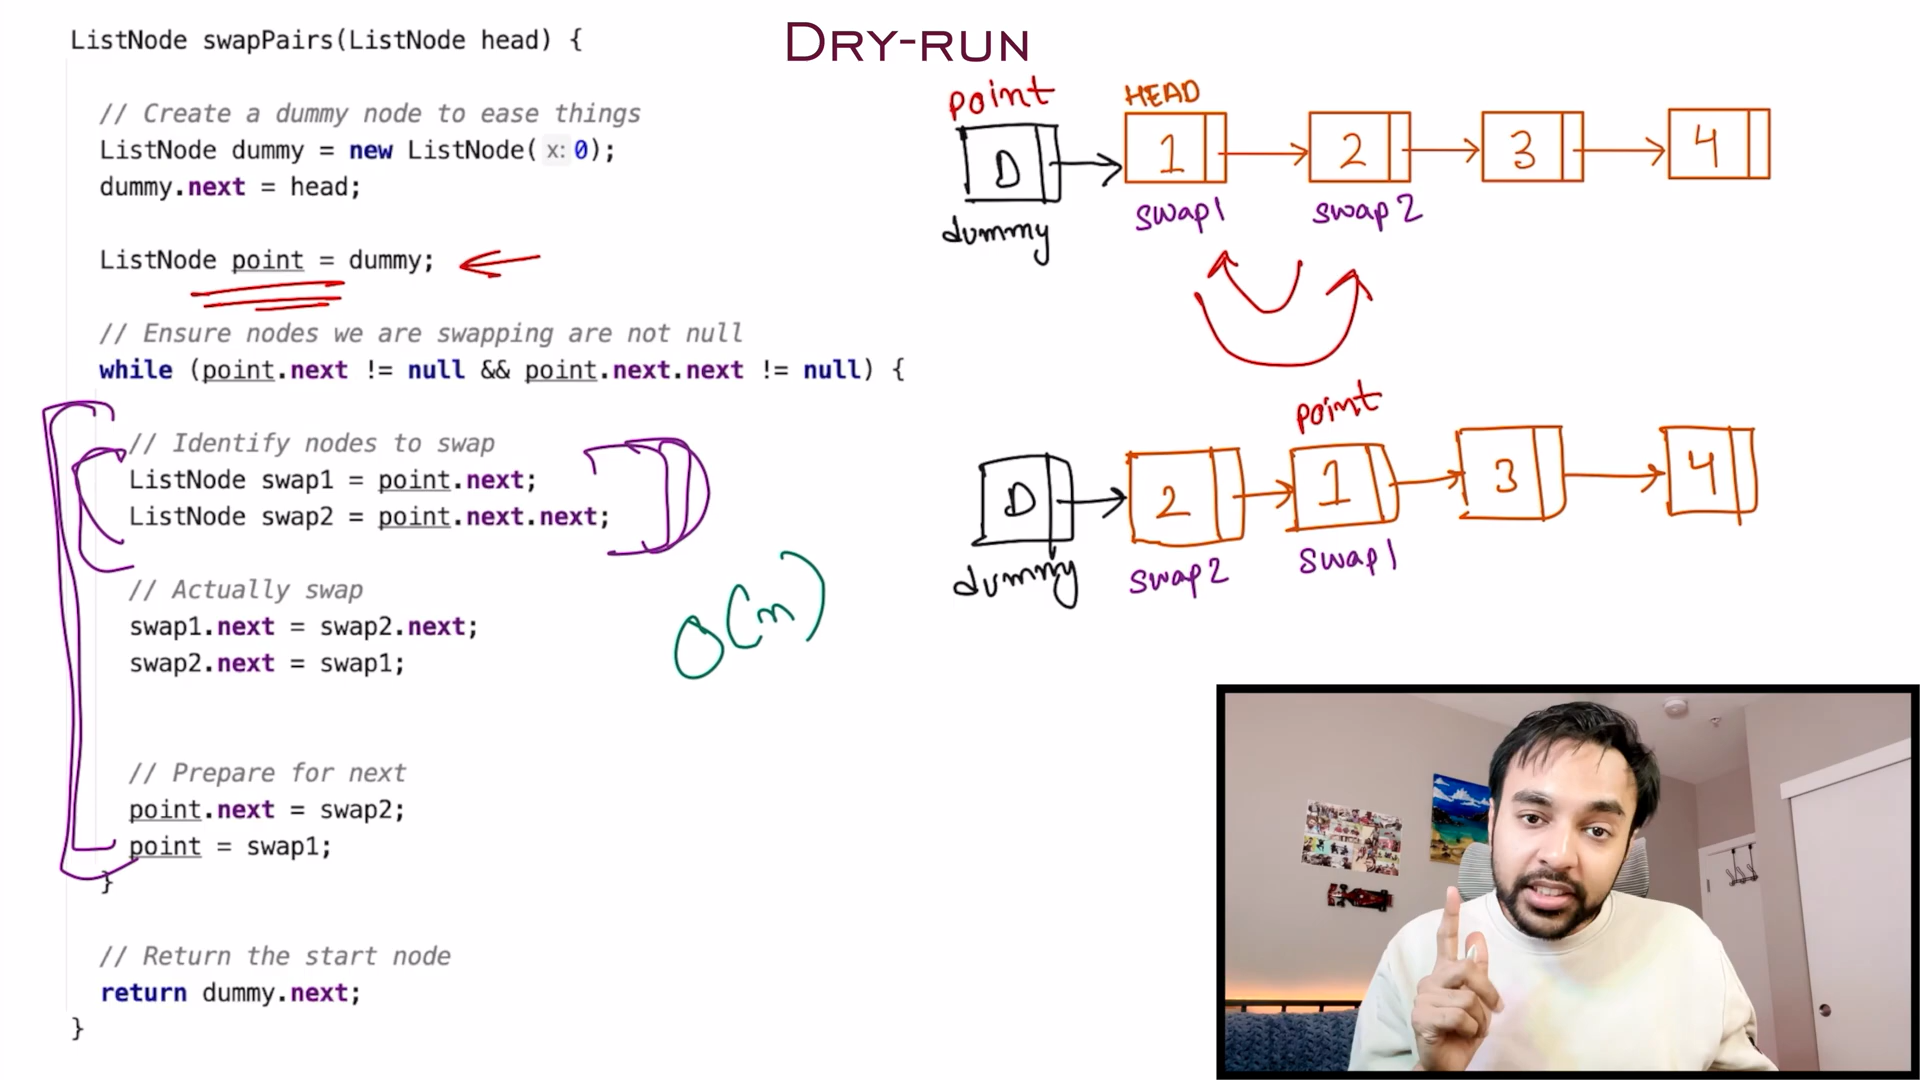 ListNode swapPairs(ListNode head) {
// Create a dummy node to ease things
ListNode dummy = new ListNode( x: 0);
dummy.next = head;
ListNode point = dummy;
// Ensure nodes we are swapping are not null
while (point.next != null && point.next.next != null) {
// Identify nodes to swap
ListNode swap1 = point.next;
ListNode swap2 = point.next.next;
// Actually swap
swap1.next = swap2.next;
swap2.next = swap1;
// Prepare for next
point.next = swap2;
point = swap1;
}
// Return the start node
return dummy.next;
}
O(n)
DRY-RUN
point HEAD
D 1 2 3 4
dummy swap1 swap2
point
D 2 1 3 4
dummy swap2 swap1